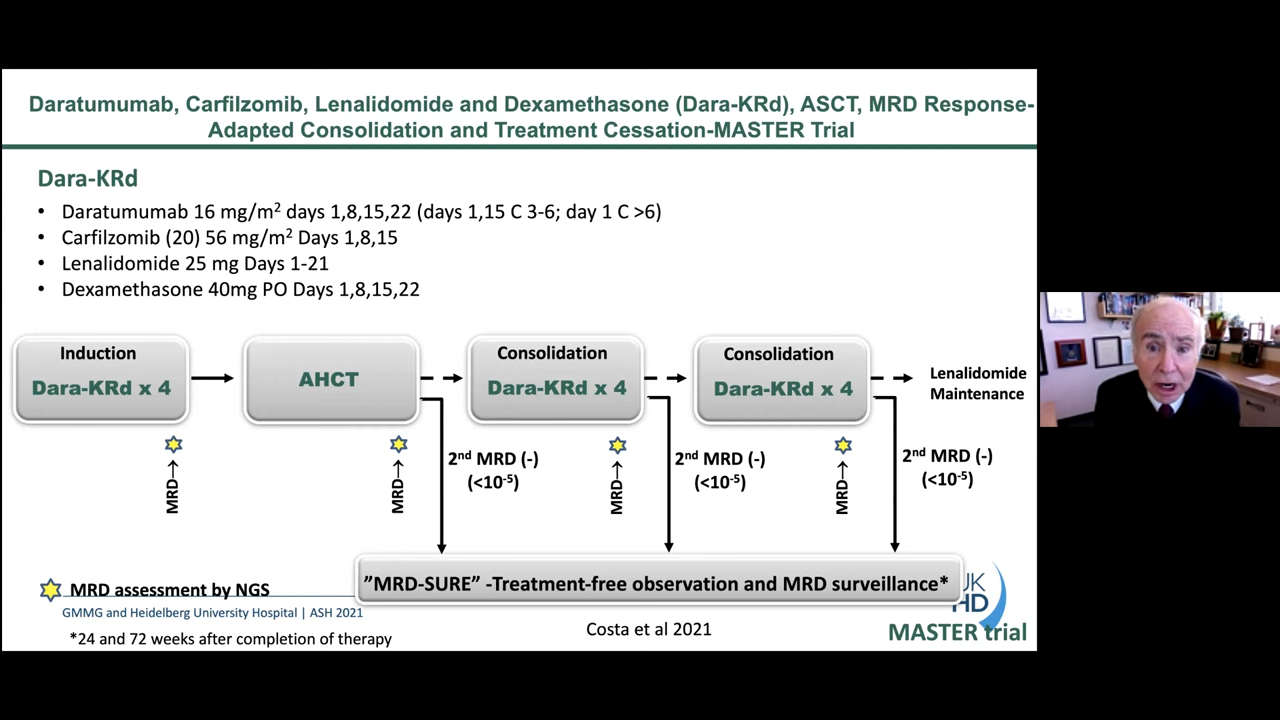 Daratumumab, Carfilzomib, Lenalidomide and Dexamethasone (Dara-KRd), ASCT, MRD Response-
Adapted Consolidation and Treatment Cessation-MASTER Trial
Dara-KRd
• Daratumumab 16 mg/m² days 1,8,15,22 (days 1,15 C 3-6; day 1 C >6)
• Carfilzomib (20) 56 mg/m² Days 1,8,15
• Lenalidomide 25 mg Days 1-21
• Dexamethasone 40mg PO Days 1,8,15,22
Induction
Dara-KRd x 4
AHCT
Consolidation
Dara-KRd x 4
Consolidation
Dara-KRd x 4
Lenalidomide
Maintenance
MRD
MRD
MRD
MRD
2nd MRD (-)
(<10-5)
2nd MRD (-)
(<10-5)
2nd MRD (-)
(<10-5)
”MRD-SURE” -Treatment-free observation and MRD surveillance*
MRD assessment by NGS
GMMG and Heidelberg University Hospital | ASH 2021
*24 and 72 weeks after completion of therapy
Costa et al 2021
UK
HD
MASTER trial